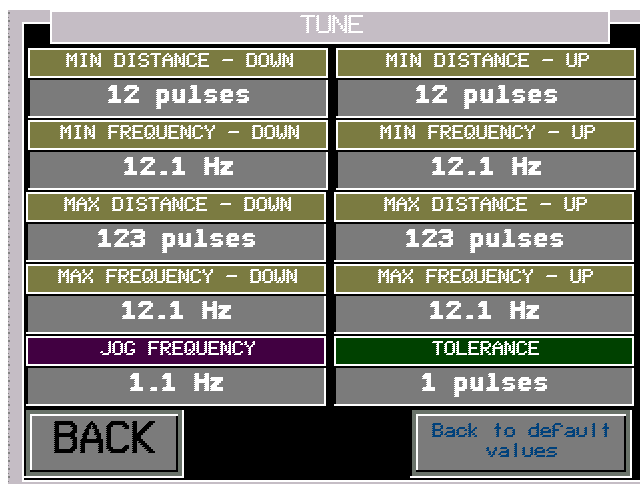 TUNE
MIN DISTANCE - DOWN
MIN DISTANCE - UP
12 pulses
12 pulses
MIN FREQUENCY - DOWN
MIN FREQUENCY - UP
12.1 Hz
12.1 Hz
MAX DISTANCE - DOWN
MAX DISTANCE - UP
123 pulses
123 pulses
MAX FREQUENCY - DOWN
MAX FREQUENCY - UP
12.1 Hz
12.1 Hz
JOG FREQUENCY
TOLERANCE
1.1 Hz
1 pulses
BACK
Back to default
values